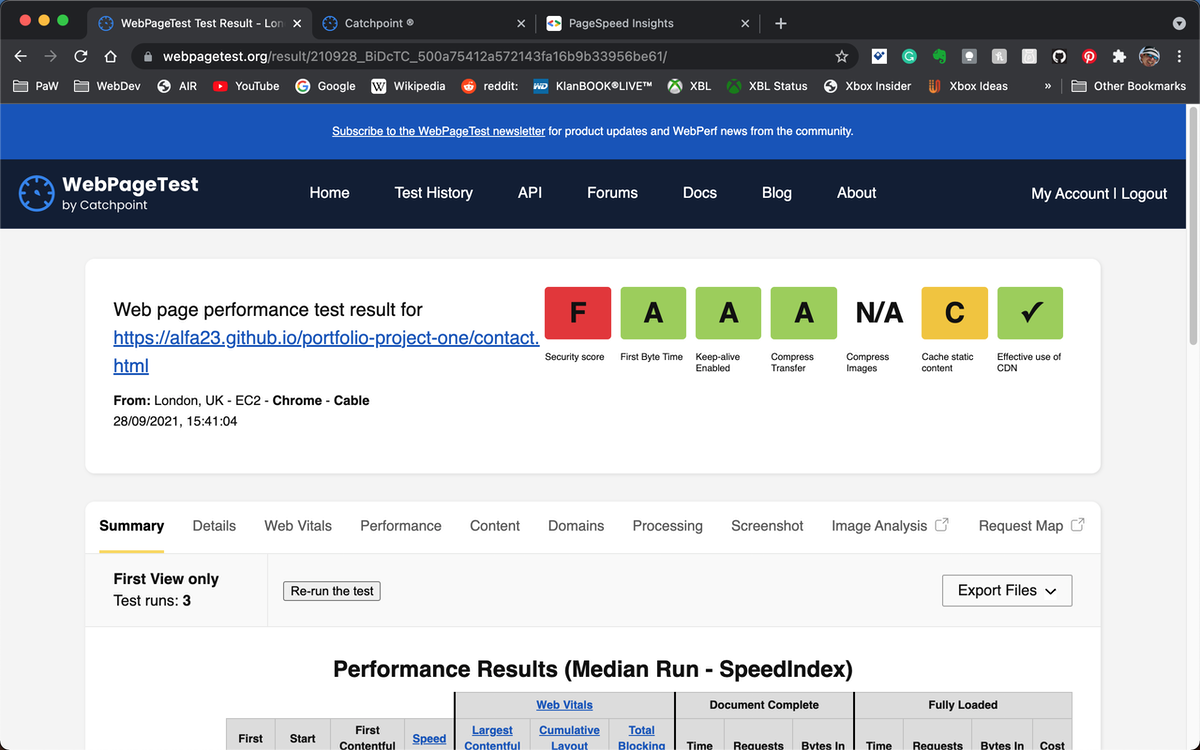 WebPageTest Test Result - Lon
Catchpoint ®
PageSpeed Insights
webpagetest.org/result/210928_BiDcTC_500a75412a572143fa16b9b33956be61/
PaW
WebDev
AIR
YouTube
Google
Wikipedia
reddit:
KlanBOOK®LIVE™
XBL
XBL Status
Xbox Insider
Xbox Ideas
»
Other Bookmarks
Subscribe to the WebPageTest newsletter for product updates and WebPerf news from the community.
WebPageTest
by Catchpoint
Home
Test History
API
Forums
Docs
Blog
About
My Account | Logout
Web page performance test result for
https://alfa23.github.io/portfolio-project-one/contact.
html
From: London, UK - EC2 - Chrome - Cable
28/09/2021, 15:41:04
F
Security score
A
First Byte Time
A
Keep-alive
Enabled
A
Compress
Transfer
N/A
Compress
Images
C
Cache static
content
✓
Effective use of
CDN
Summary
Details
Web Vitals
Performance
Content
Domains
Processing
Screenshot
Image Analysis
Request Map
First View only
Test runs: 3
Re-run the test
Export Files
Performance Results (Median Run - SpeedIndex)
Web Vitals
Document Complete
Fully Loaded
First
Start
First
Contentful
Speed
Largest
Contentful
Cumulative
Layout
Total
Blocking
Time
Requests
Bytes In
Time
Requests
Bytes In
Cost